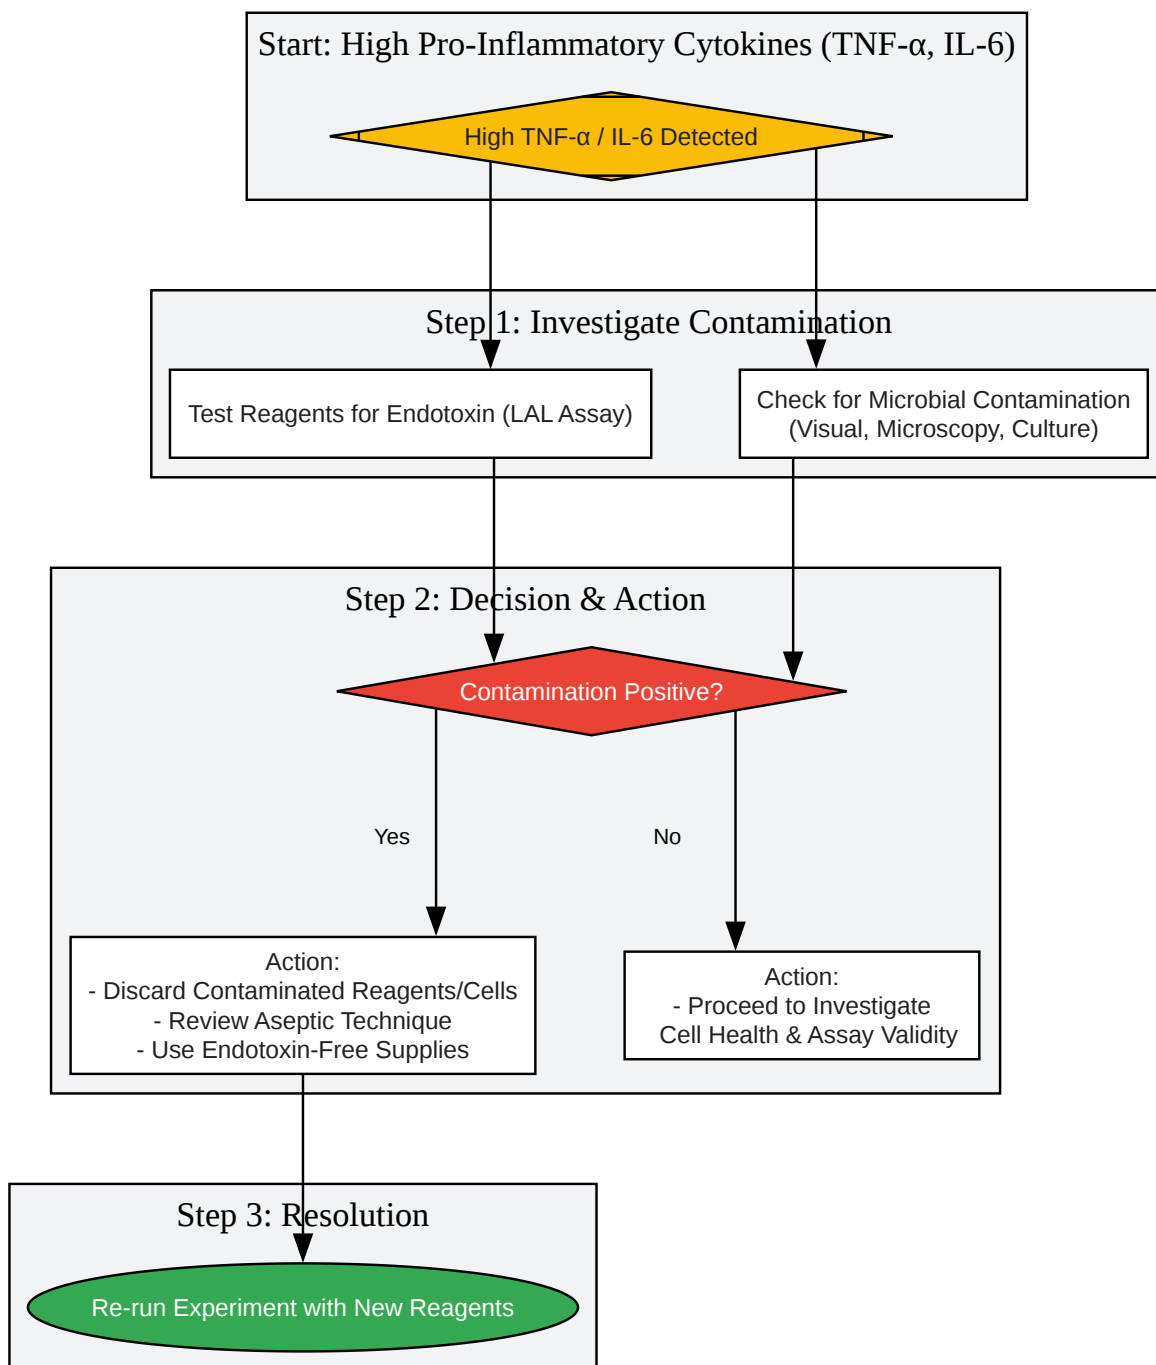 Start: High Pro-Inflammatory Cytokines (TNF-α, IL-6)
High TNF-α / IL-6 Detected
Step 1: Investigate Contamination
Test Reagents for Endotoxin (LAL Assay)
Check for Microbial Contamination
(Visual, Microscopy, Culture)
Step 2: Decision & Action
Contamination Positive?
Yes
No
Action:
- Discard Contaminated Reagents/Cells
- Review Aseptic Technique
- Use Endotoxin-Free Supplies
Action:
- Proceed to Investigate
Cell Health & Assay Validity
Step 3: Resolution
Re-run Experiment with New Reagents